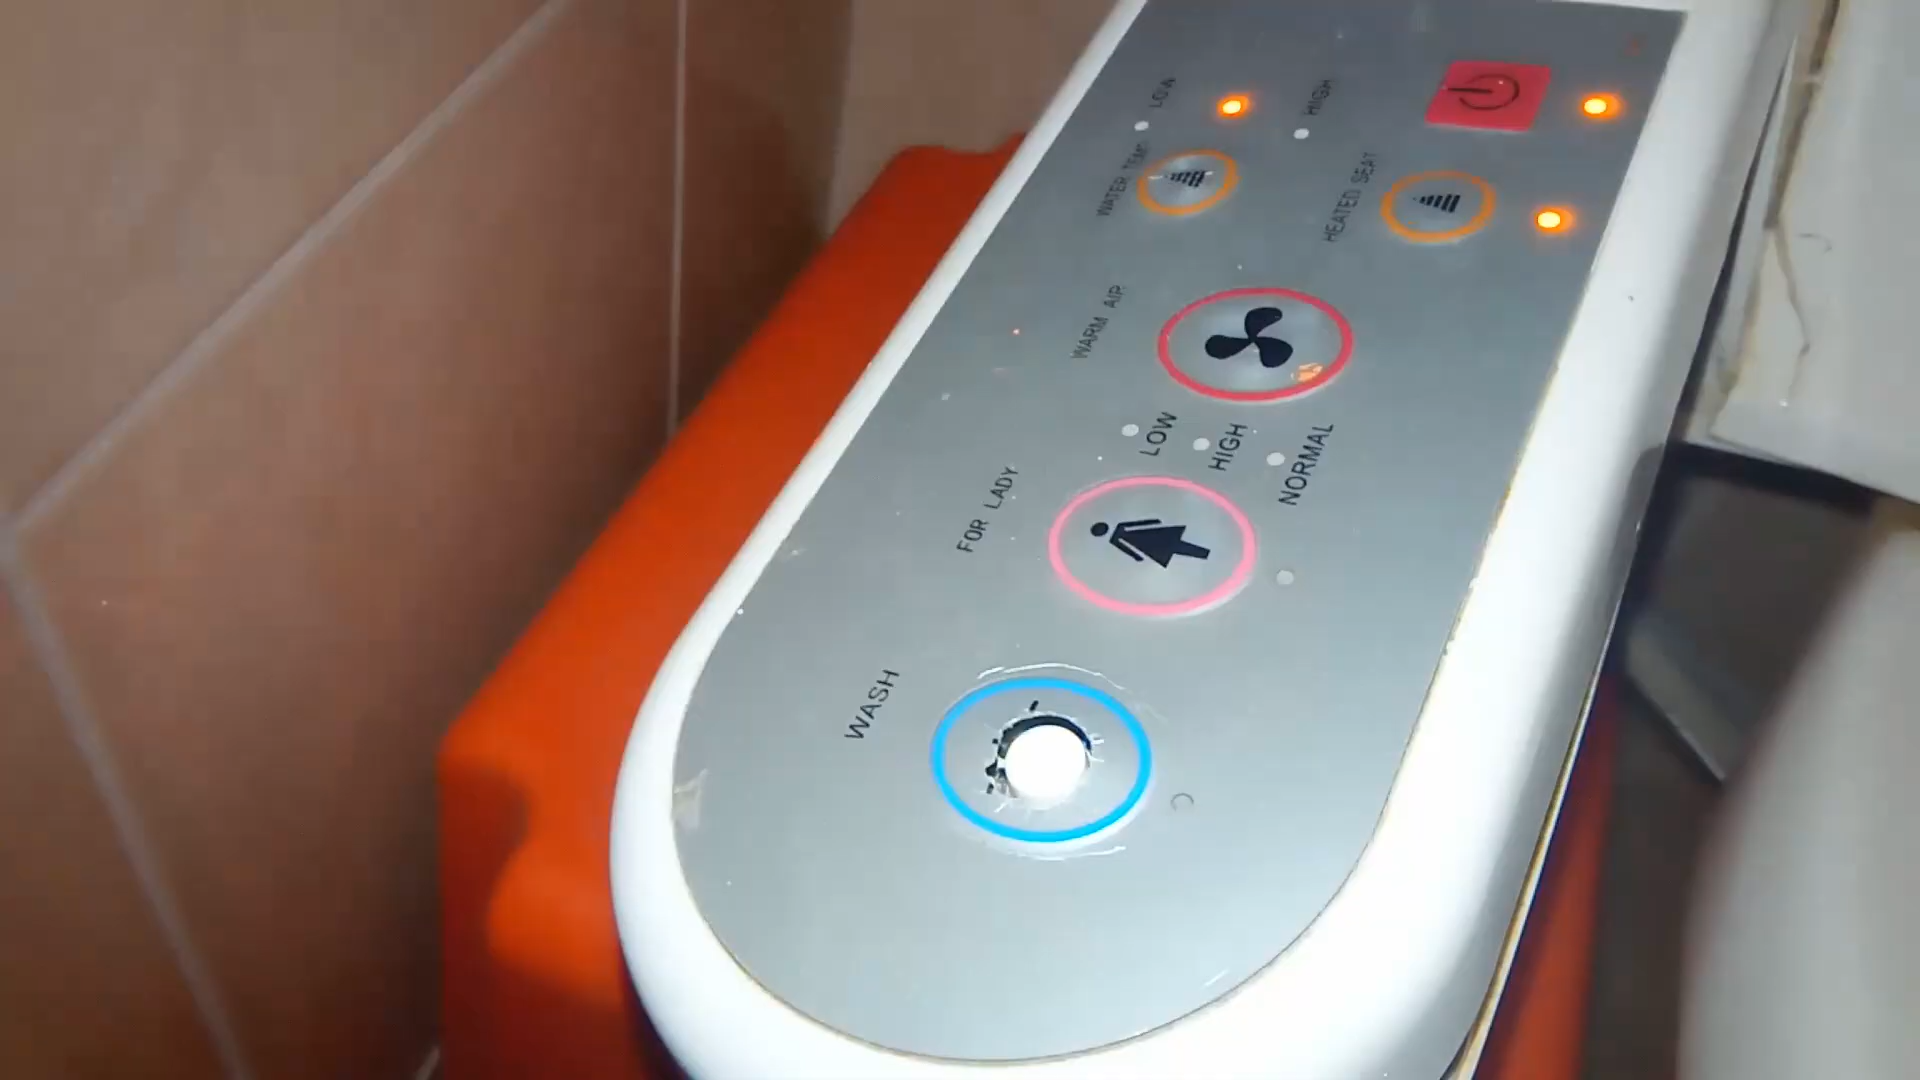 LOW
HIGH
WATER TEMP
HEATED SEAT
WARM AIR
LOW
HIGH
NORMAL
FOR LADY
WASH